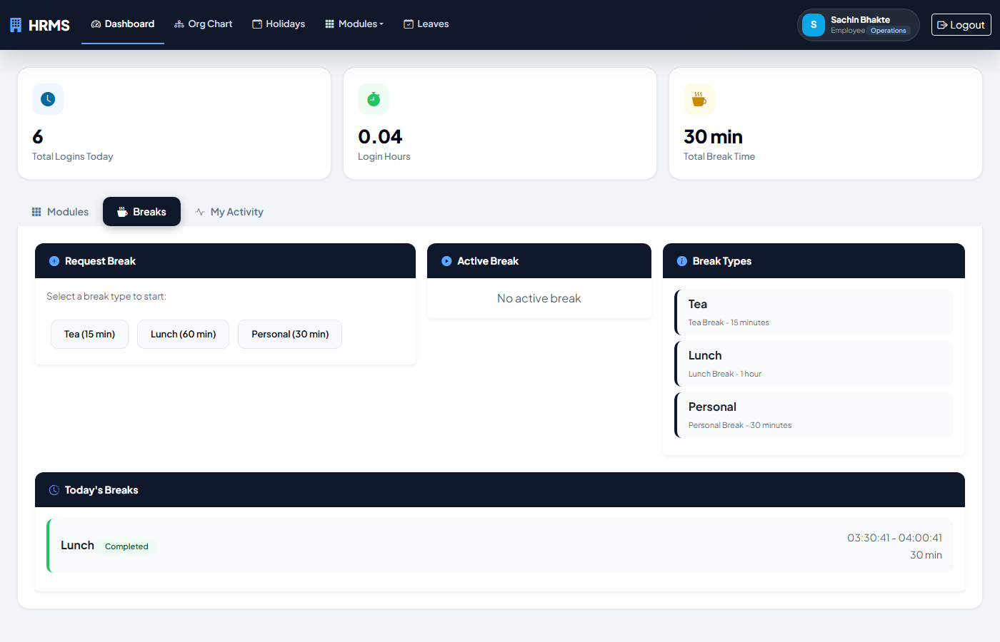 HRMS
Dashboard
Org Chart
Holidays
Modules
Leaves
S
Sachin Bhakte
Employee Operations
Logout
6
Total Logins Today
0.04
Login Hours
30 min
Total Break Time
Modules
Breaks
My Activity
Request Break
Select a break type to start:
Tea (15 min)
Lunch (60 min)
Personal (30 min)
Active Break
No active break
Break Types
Tea
Tea Break - 15 minutes
Lunch
Lunch Break - 1 hour
Personal
Personal Break - 30 minutes
Today's Breaks
Lunch Completed
03:30:41 - 04:00:41
30 min